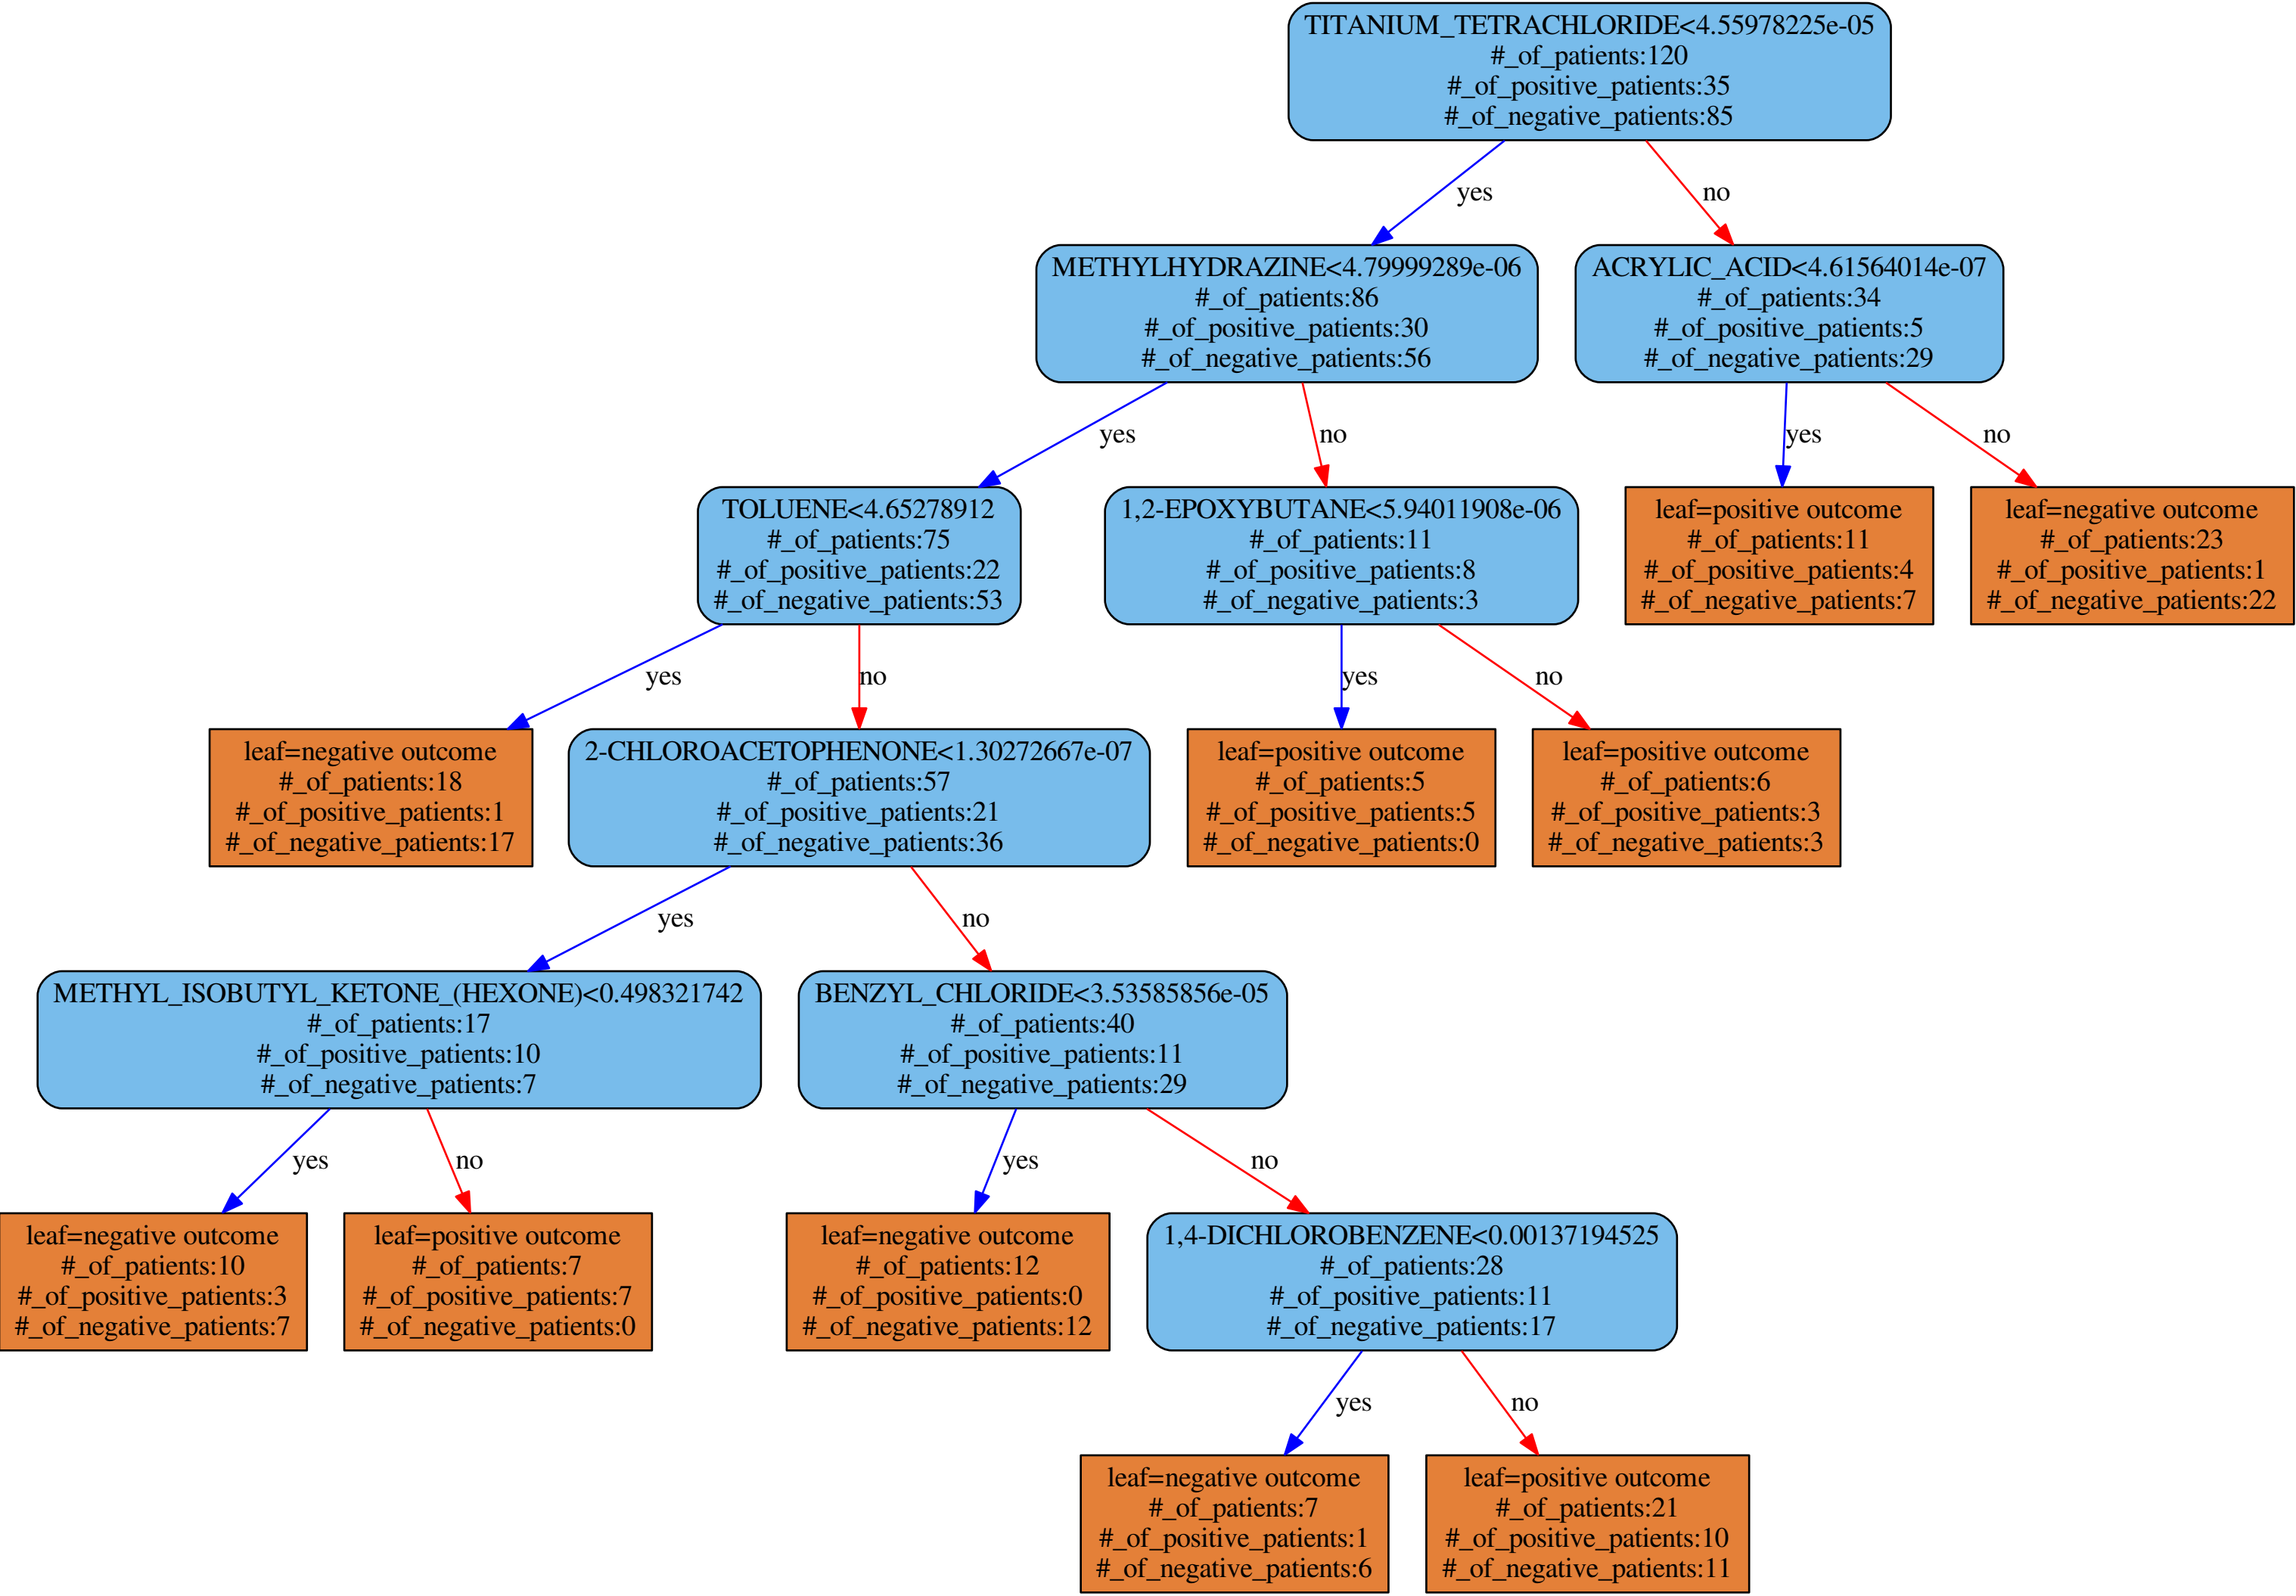 TITANIUM_TETRACHLORIDE<4.55978225e-05
#_of_patients:120
#_of_positive_patients:35
#_of_negative_patients:85
yes
no
METHYLHYDRAZINE<4.79999289e-06
#_of_patients:86
#_of_positive_patients:30
#_of_negative_patients:56
ACRYLIC_ACID<4.61564014e-07
#_of_patients:34
#_of_positive_patients:5
#_of_negative_patients:29
yes
no
yes
no
TOLUENE<4.65278912
#_of_patients:75
#_of_positive_patients:22
#_of_negative_patients:53
1,2-EPOXYBUTANE<5.94011908e-06
#_of_patients:11
#_of_positive_patients:8
#_of_negative_patients:3
leaf=positive outcome
#_of_patients:11
#_of_positive_patients:4
#_of_negative_patients:7
leaf=negative outcome
#_of_patients:23
#_of_positive_patients:1
#_of_negative_patients:22
yes
no
yes
no
leaf=negative outcome
#_of_patients:18
#_of_positive_patients:1
#_of_negative_patients:17
2-CHLOROACETOPHENONE<1.30272667e-07
#_of_patients:57
#_of_positive_patients:21
#_of_negative_patients:36
leaf=positive outcome
#_of_patients:5
#_of_positive_patients:5
#_of_negative_patients:0
leaf=positive outcome
#_of_patients:6
#_of_positive_patients:3
#_of_negative_patients:3
yes
no
METHYL_ISOBUTYL_KETONE_(HEXONE)<0.498321742
#_of_patients:17
#_of_positive_patients:10
#_of_negative_patients:7
BENZYL_CHLORIDE<3.53585856e-05
#_of_patients:40
#_of_positive_patients:11
#_of_negative_patients:29
yes
no
yes
no
leaf=negative outcome
#_of_patients:10
#_of_positive_patients:3
#_of_negative_patients:7
leaf=positive outcome
#_of_patients:7
#_of_positive_patients:7
#_of_negative_patients:0
leaf=negative outcome
#_of_patients:12
#_of_positive_patients:0
#_of_negative_patients:12
1,4-DICHLOROBENZENE<0.00137194525
#_of_patients:28
#_of_positive_patients:11
#_of_negative_patients:17
yes
no
leaf=negative outcome
#_of_patients:7
#_of_positive_patients:1
#_of_negative_patients:6
leaf=positive outcome
#_of_patients:21
#_of_positive_patients:10
#_of_negative_patients:11